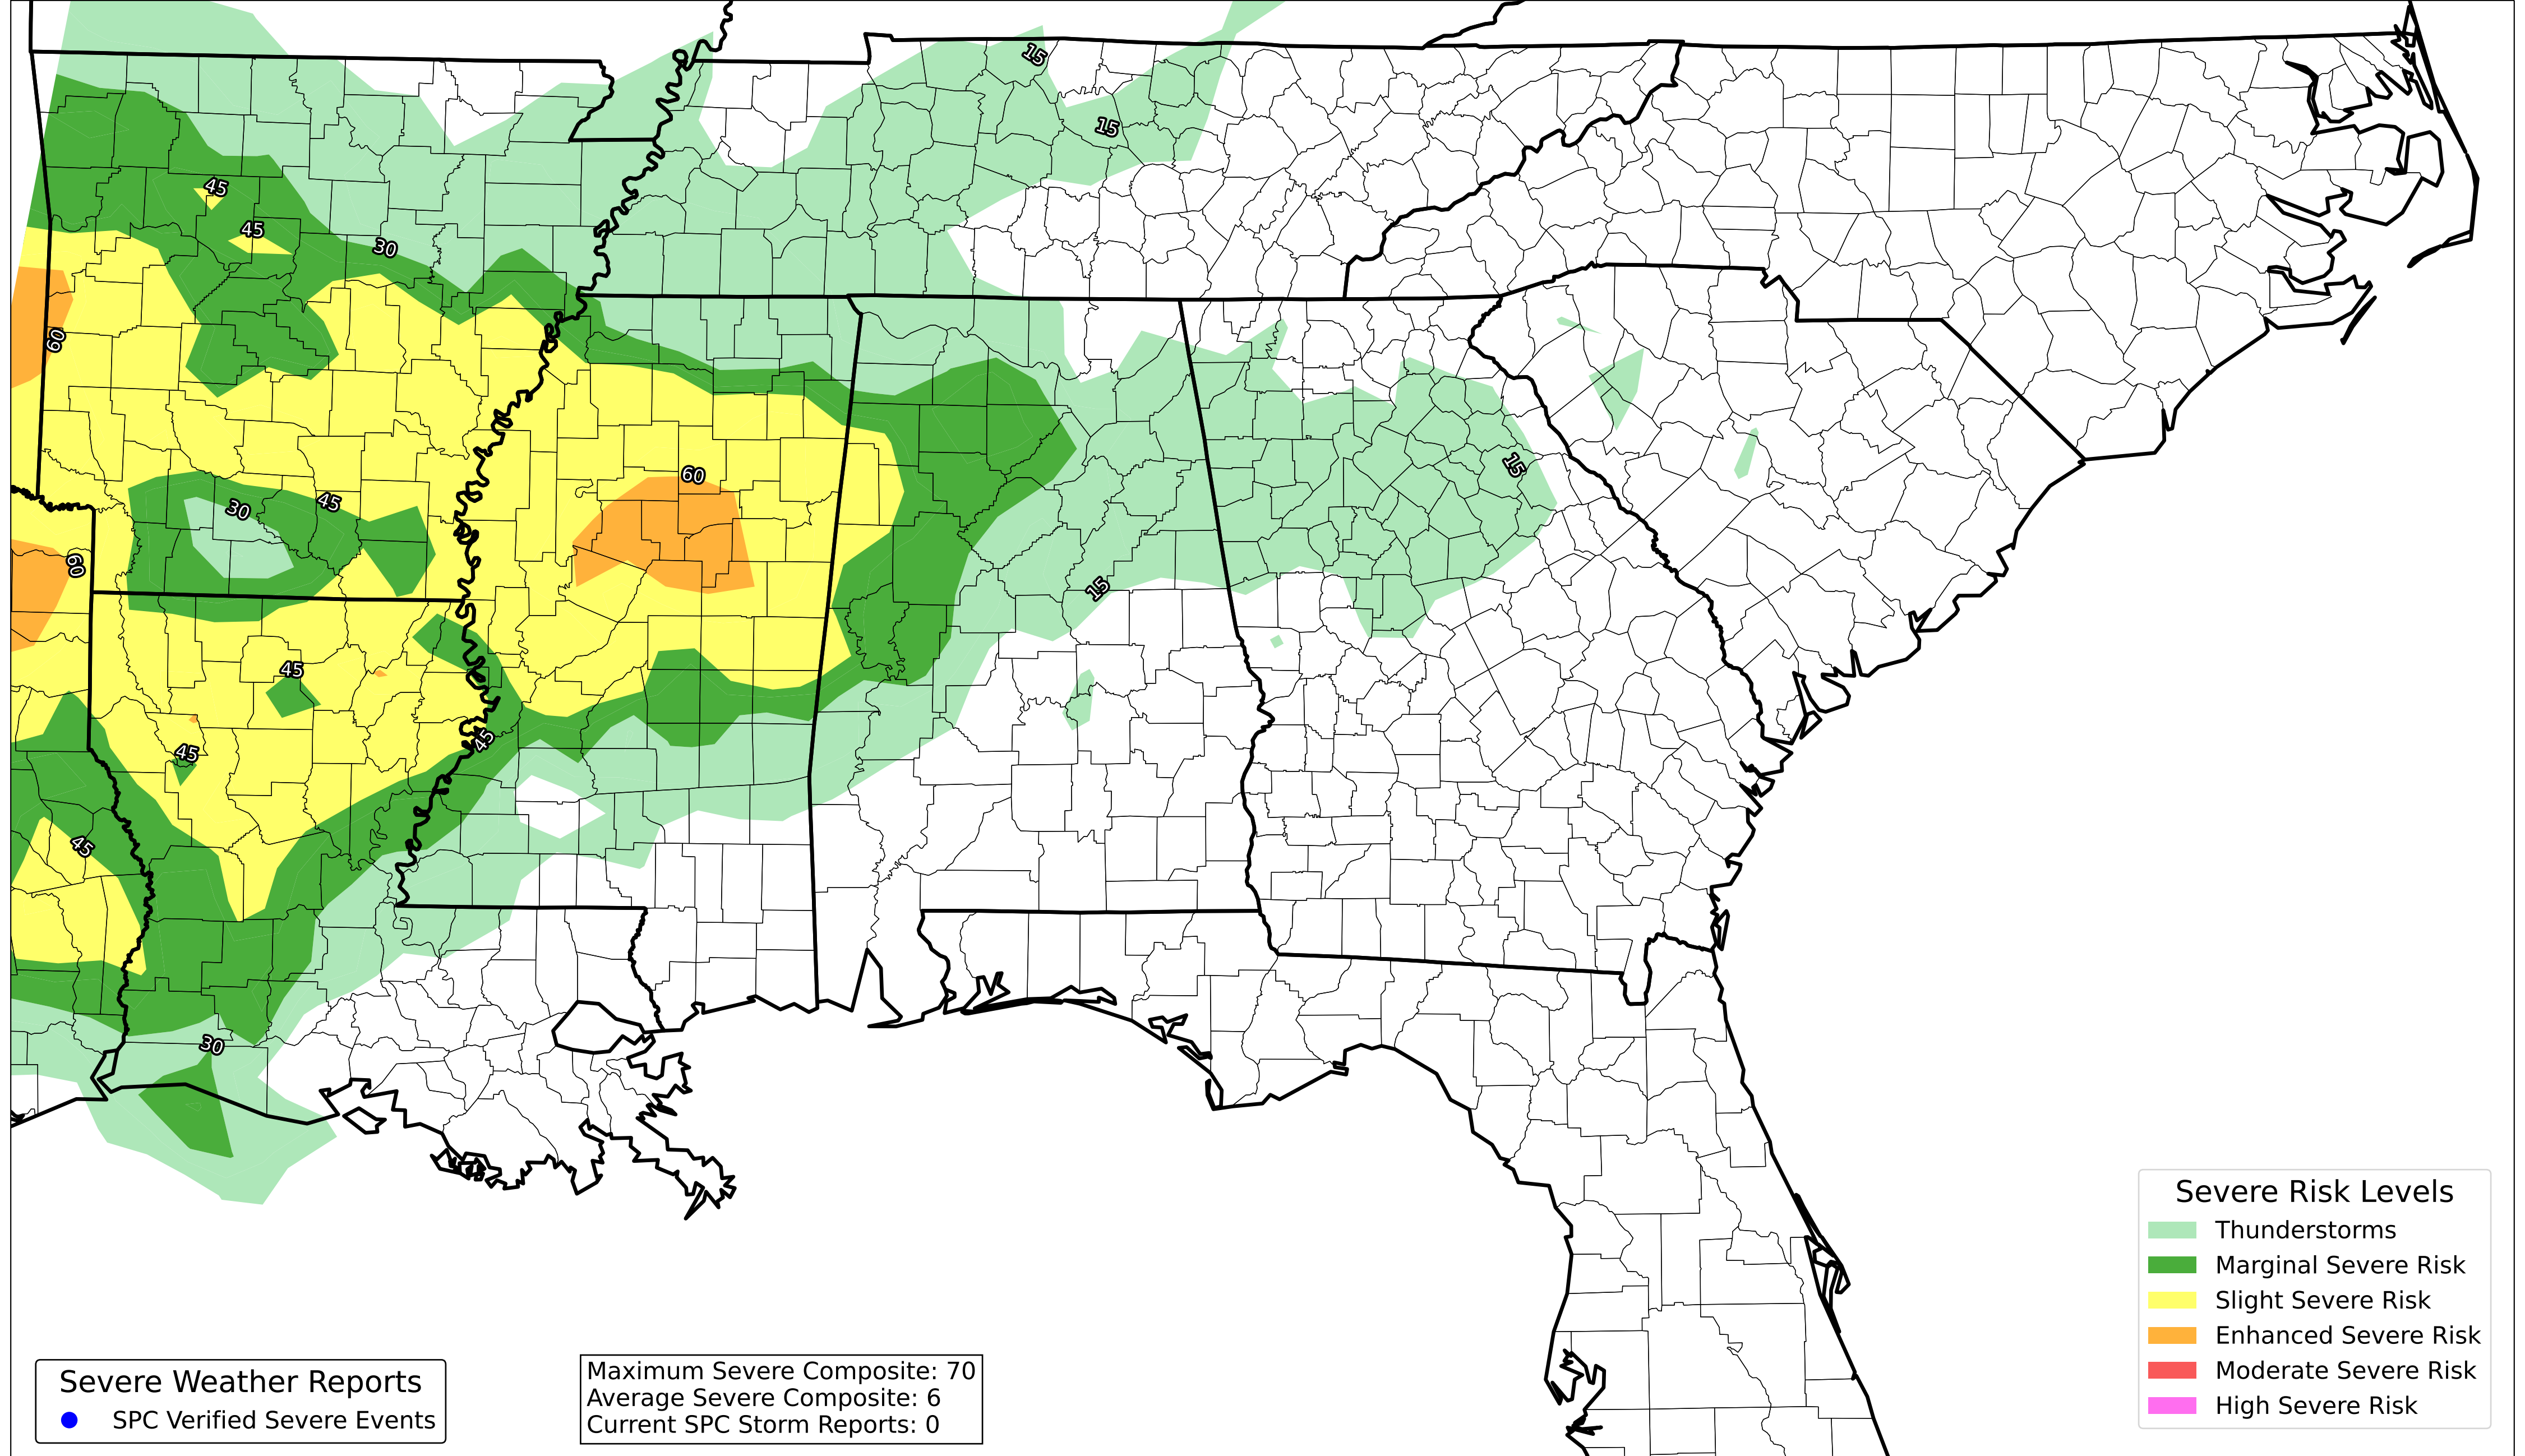 15
15
45
45
30
60
60
15
45
30
60
15
45
45
45
45
30
Severe Risk Levels
Thunderstorms
Marginal Severe Risk
Slight Severe Risk
Enhanced Severe Risk
Moderate Severe Risk
High Severe Risk
Severe Weather Reports
SPC Verified Severe Events
Maximum Severe Composite: 70
Average Severe Composite: 6
Current SPC Storm Reports: 0